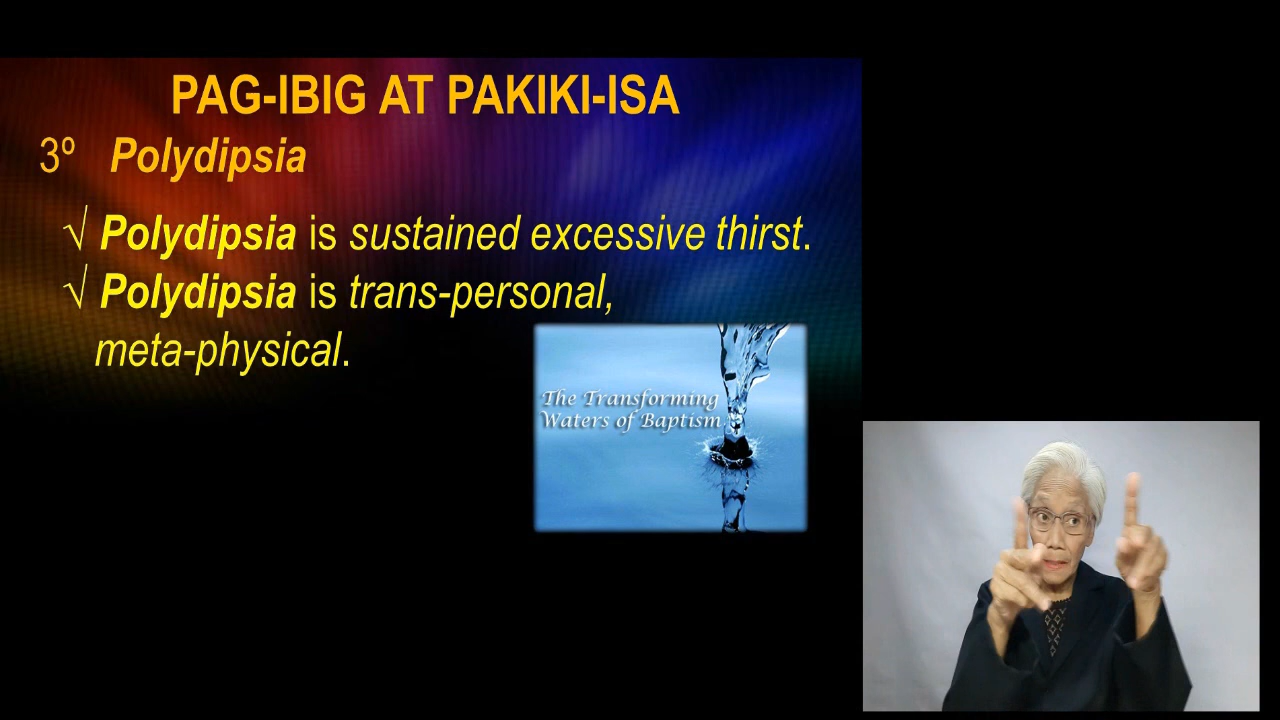 PAG-IBIG AT PAKIKI-ISA
3º Polydipsia
√ Polydipsia is sustained excessive thirst.
√ Polydipsia is trans-personal,
meta-physical.
The Transforming
Waters of Baptism